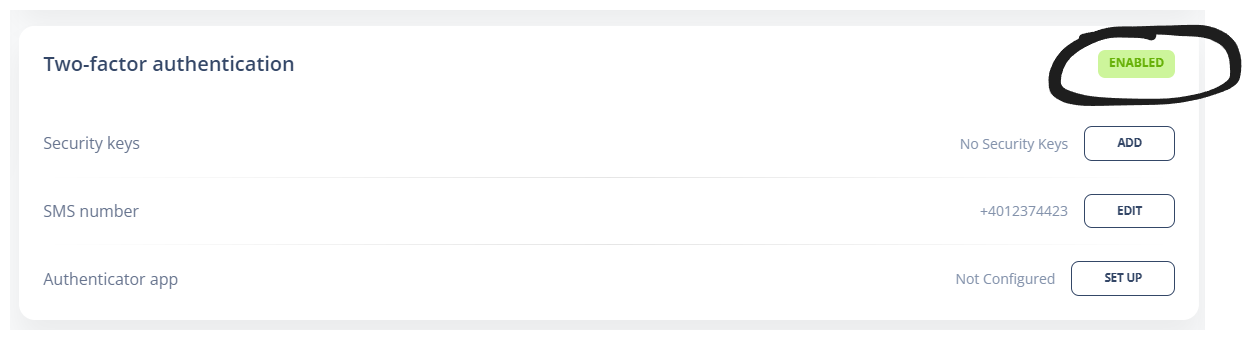 Two-factor authentication ENABLED
Security keys No Security Keys ADD
SMS number +4012374423 EDIT
Authenticator app Not Configured SET UP